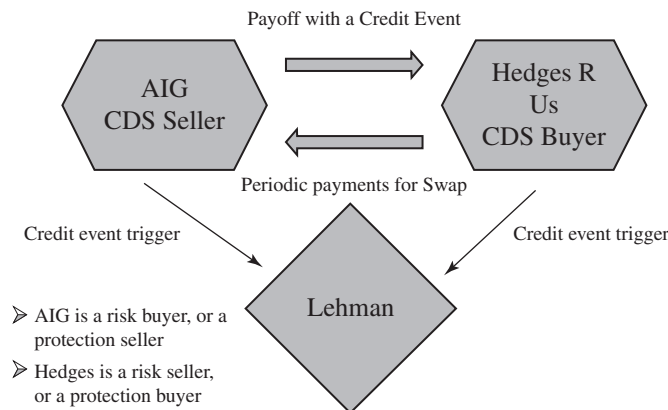 Payoff with a Credit Event
AIG
CDS Seller
Hedges R
Us
CDS Buyer
Periodic payments for Swap
Credit event trigger
Credit event trigger
Lehman
➢ AIG is a risk buyer, or a
protection seller
➢ Hedges is a risk seller,
or a protection buyer